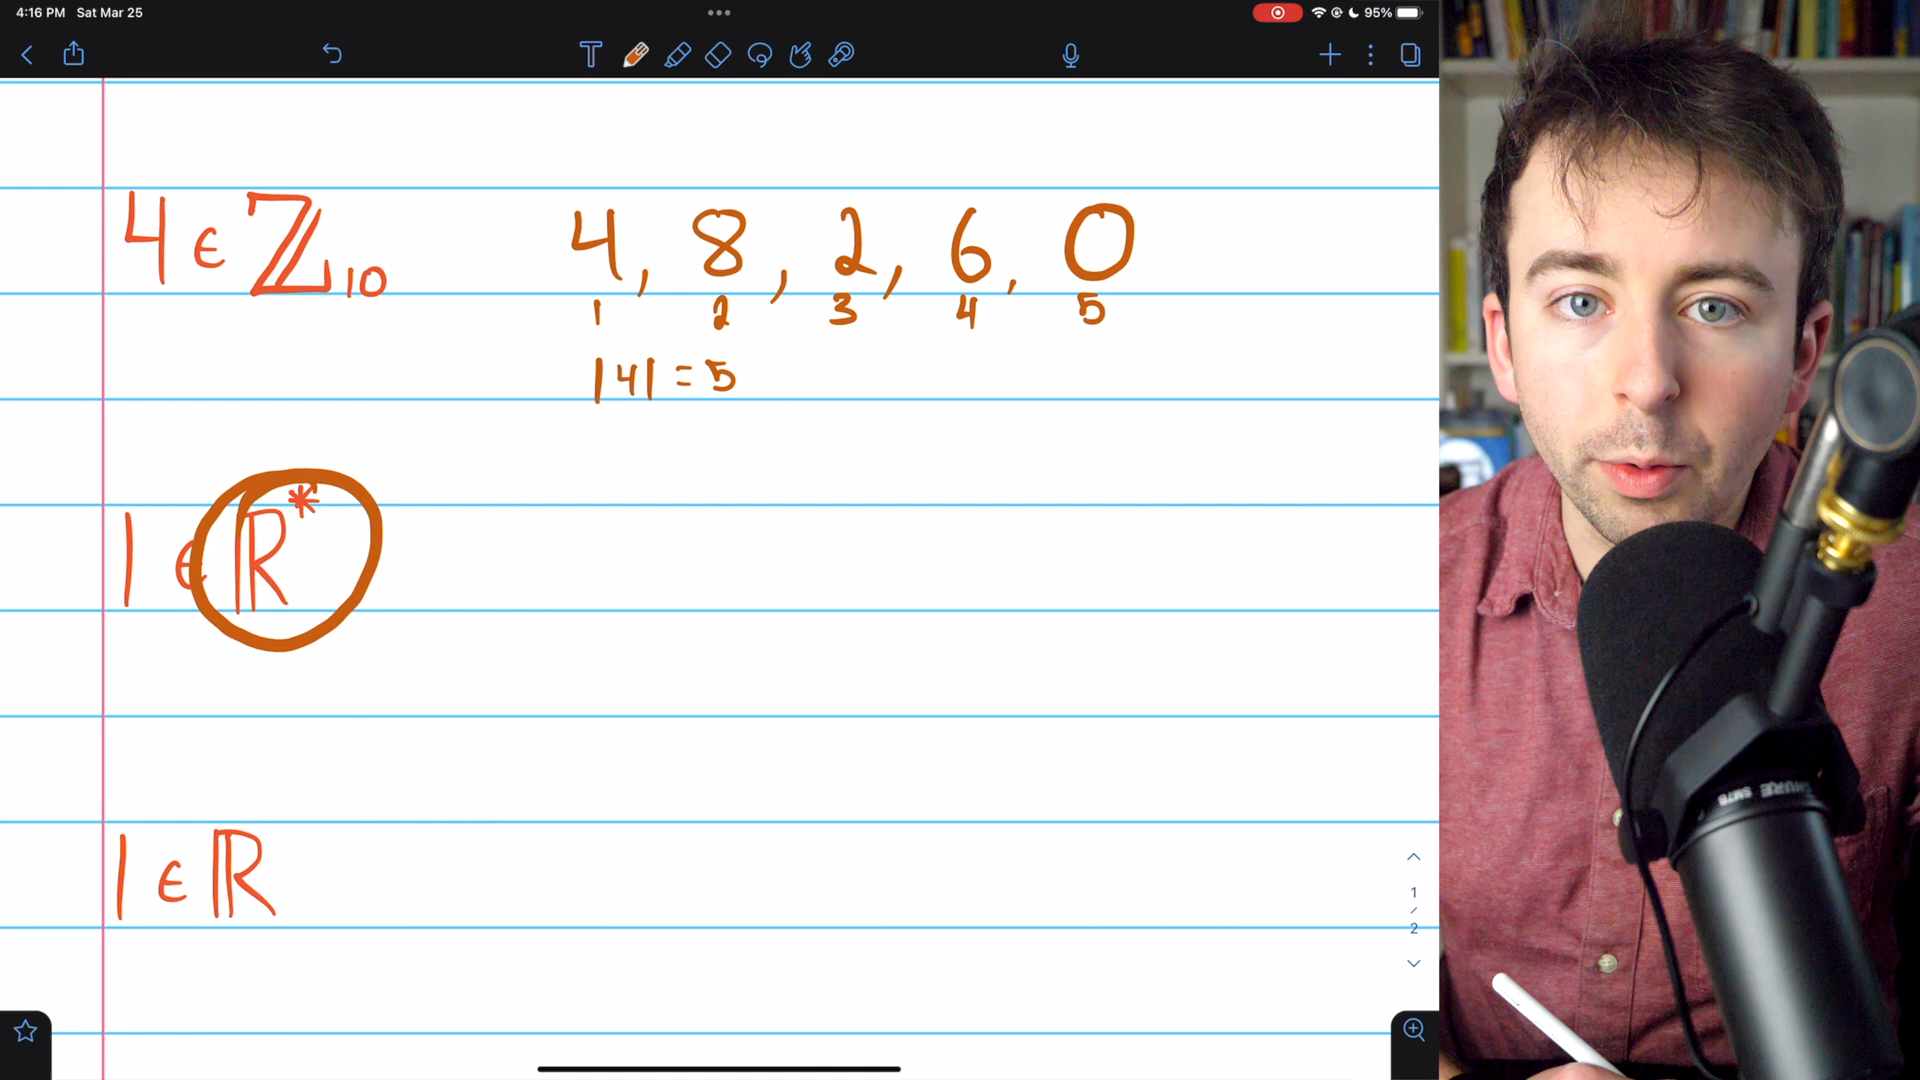 4:16 PM Sat Mar 25 95%
4 ∈ ℤ₁₀ 4, 8, 2, 6, 0
1 2 3 4 5
|4| = 5
1 ∈ ℝ*
1 ∈ ℝ
1
/
2
SHURE SM7B